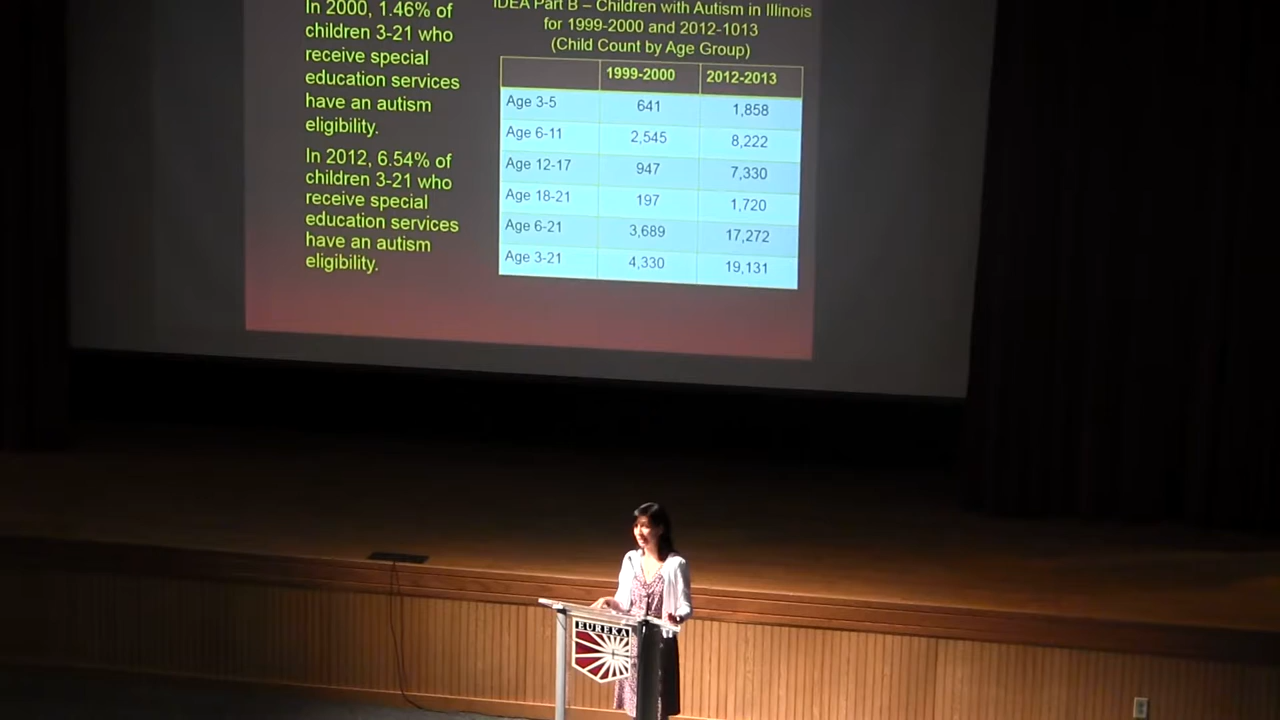 In 2000, 1.46% of
children 3-21 who
receive special
education services
have an autism
eligibility.
In 2012, 6.54% of
children 3-21 who
receive special
education services
have an autism
eligibility.
IDEA Part B – Children with Autism in Illinois
for 1999-2000 and 2012-1013
(Child Count by Age Group)
1999-2000 2012-2013
Age 3-5 641 1,858
Age 6-11 2,545 8,222
Age 12-17 947 7,330
Age 18-21 197 1,720
Age 6-21 3,689 17,272
Age 3-21 4,330 19,131
EUREKA